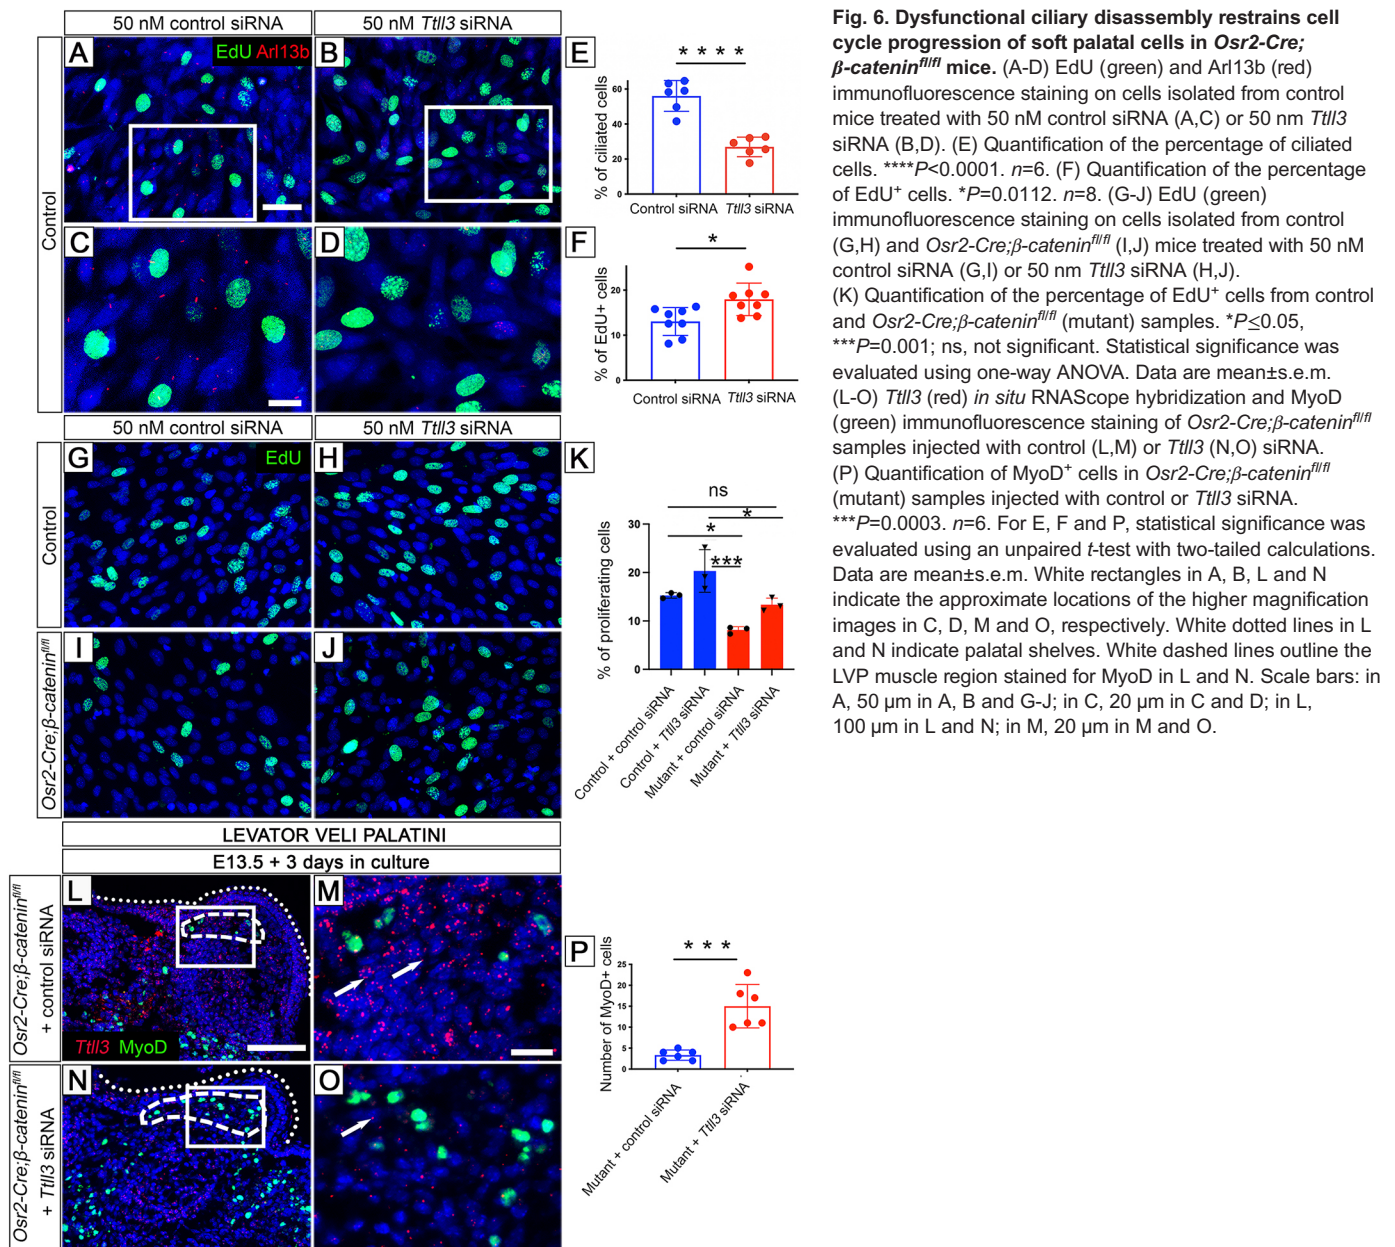 50 nM control siRNA
50 nM Ttll3 siRNA
Control
A
EdU Arl13b
B
C
D
E
* * * *
% of ciliated cells
60
40
20
0
Control siRNA
Ttll3 siRNA
F
*
% of EdU+ cells
20
10
0
Control siRNA
Ttll3 siRNA
50 nM control siRNA
50 nM Ttll3 siRNA
Control
G
EdU
H
Osr2-Cre;β-catenin^fl/fl
I
J
K
ns
*
*
***
% of proliferating cells
30
20
10
0
Control + control siRNA
Control + Ttll3 siRNA
Mutant + control siRNA
Mutant + Ttll3 siRNA
LEVATOR VELI PALATINI
E13.5 + 3 days in culture
Osr2-Cre;β-catenin^fl/fl
+ control siRNA
L
Ttll3 MyoD
M
Osr2-Cre;β-catenin^fl/fl
+ Ttll3 siRNA
N
O
P
* * *
Number of MyoD+ cells
25
20
15
10
5
0
Mutant + control siRNA
Mutant + Ttll3 siRNA
Fig. 6. Dysfunctional ciliary disassembly restrains cell
cycle progression of soft palatal cells in Osr2-Cre;
β-catenin^fl/fl mice. (A-D) EdU (green) and Arl13b (red)
immunofluorescence staining on cells isolated from control
mice treated with 50 nM control siRNA (A,C) or 50 nm Ttll3
siRNA (B,D). (E) Quantification of the percentage of ciliated
cells. ****P<0.0001. n=6. (F) Quantification of the percentage
of EdU⁺ cells. *P=0.0112. n=8. (G-J) EdU (green)
immunofluorescence staining on cells isolated from control
(G,H) and Osr2-Cre;β-catenin^fl/fl (I,J) mice treated with 50 nM
control siRNA (G,I) or 50 nm Ttll3 siRNA (H,J).
(K) Quantification of the percentage of EdU⁺ cells from control
and Osr2-Cre;β-catenin^fl/fl (mutant) samples. *P≤0.05,
***P=0.001; ns, not significant. Statistical significance was
evaluated using one-way ANOVA. Data are mean±s.e.m.
(L-O) Ttll3 (red) in situ RNAScope hybridization and MyoD
(green) immunofluorescence staining of Osr2-Cre;β-catenin^fl/fl
samples injected with control (L,M) or Ttll3 (N,O) siRNA.
(P) Quantification of MyoD⁺ cells in Osr2-Cre;β-catenin^fl/fl
(mutant) samples injected with control or Ttll3 siRNA.
***P=0.0003. n=6. For E, F and P, statistical significance was
evaluated using an unpaired t-test with two-tailed calculations.
Data are mean±s.e.m. White rectangles in A, B, L and N
indicate the approximate locations of the higher magnification
images in C, D, M and O, respectively. White dotted lines in L
and N indicate palatal shelves. White dashed lines outline the
LVP muscle region stained for MyoD in L and N. Scale bars: in
A, 50 µm in A, B and G-J; in C, 20 µm in C and D; in L,
100 µm in L and N; in M, 20 µm in M and O.